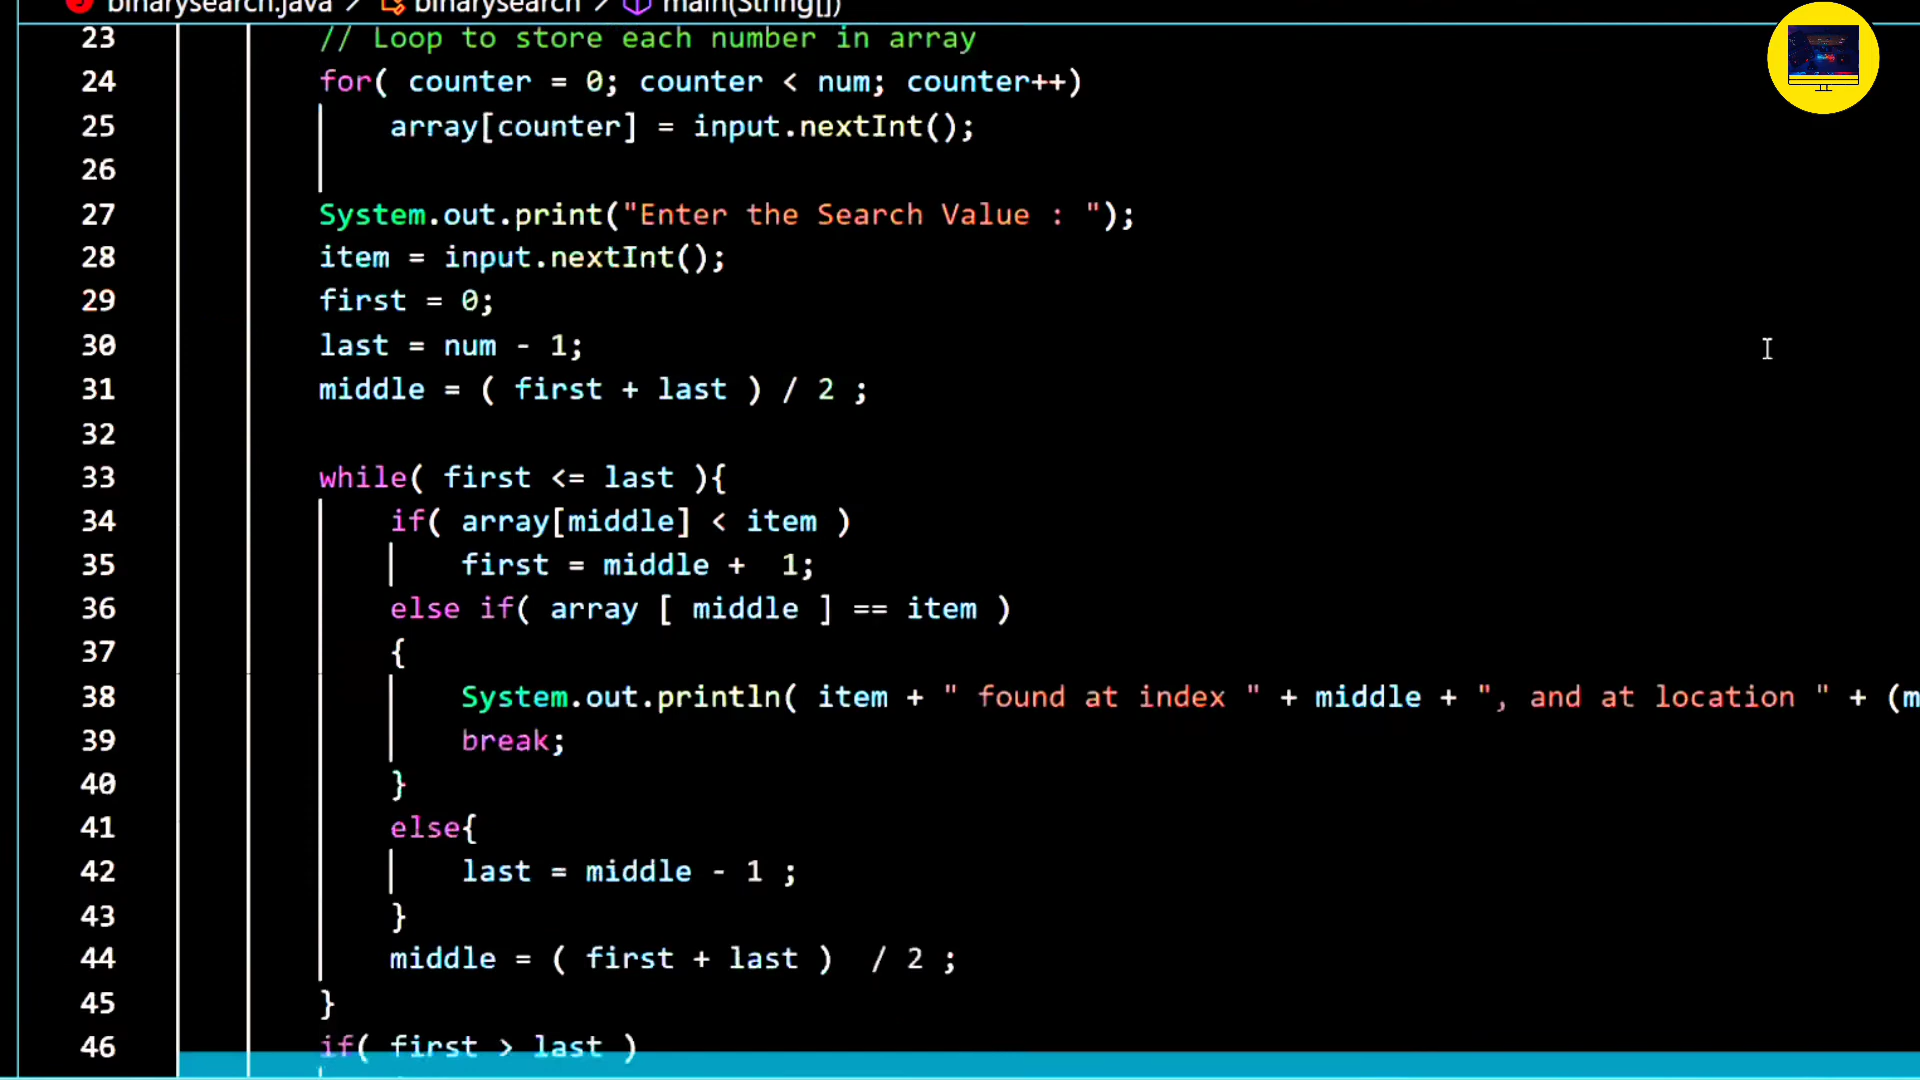 binarysearch.java > binarysearch > main(String[])
23 // Loop to store each number in array
24 for( counter = 0; counter < num; counter++)
25 array[counter] = input.nextInt();
26
27 System.out.print("Enter the Search Value : ");
28 item = input.nextInt();
29 first = 0;
30 last = num - 1;
31 middle = ( first + last ) / 2 ;
32
33 while( first <= last ){
34 if( array[middle] < item )
35 first = middle +  1;
36 else if( array [ middle ] == item )
37 {
38 System.out.println( item + " found at index " + middle + ", and at location " + (m
39 break;
40 }
41 else{
42 last = middle - 1 ;
43 }
44 middle = ( first + last )  / 2 ;
45 }
46 if( first > last )